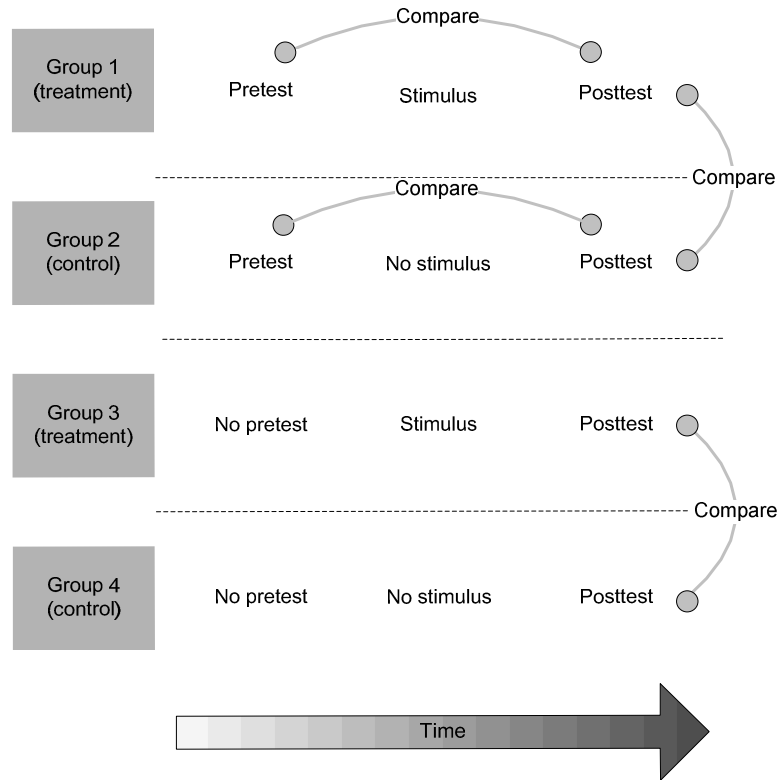 Compare
Group 1
(treatment)
Pretest
Stimulus
Posttest
Compare
Compare
Group 2
(control)
Pretest
No stimulus
Posttest
Group 3
(treatment)
No pretest
Stimulus
Posttest
Compare
Group 4
(control)
No pretest
No stimulus
Posttest
Time